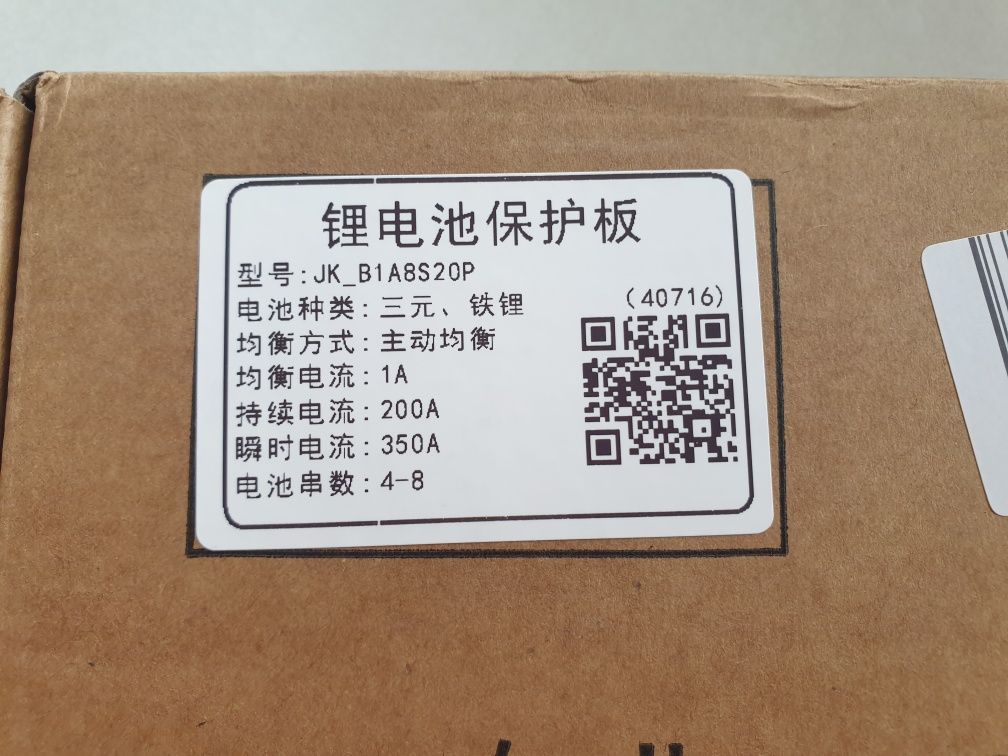 锂电池保护板
型号:JK_B1A8S20P
电池种类:三元、铁锂
(40716)
均衡方式:主动均衡
均衡电流:1A
持续电流:200A
瞬时电流:350A
电池串数:4-8